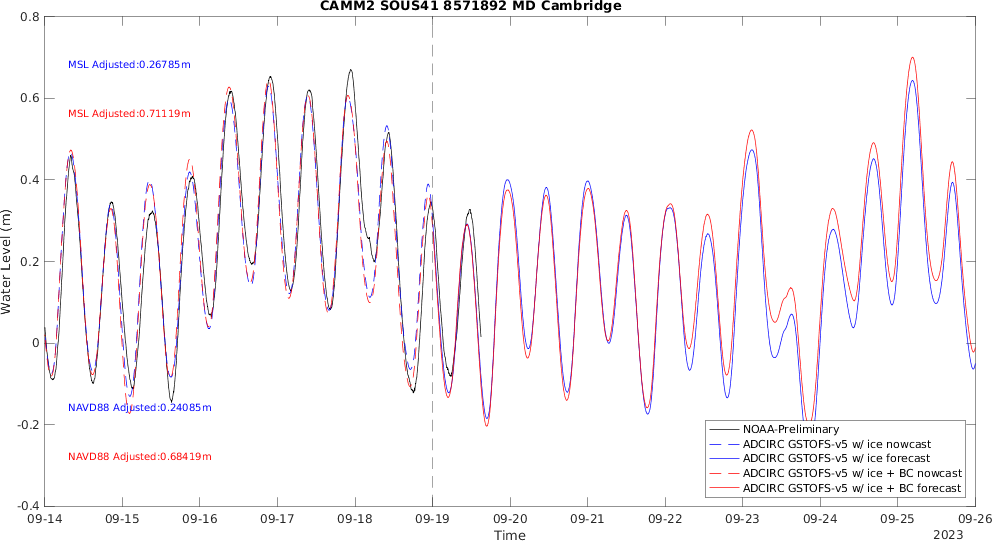 CAMM2 SOUS41 8571892 MD Cambridge
0.8
0.6
0.4
0.2
0
-0.2
-0.4
Water Level (m)
MSL Adjusted:0.26785m
MSL Adjusted:0.71119m
NAVD88 Adjusted:0.24085m
NAVD88 Adjusted:0.68419m
NOAA-Preliminary
ADCIRC GSTOFS-v5 w/ ice nowcast
ADCIRC GSTOFS-v5 w/ ice forecast
ADCIRC GSTOFS-v5 w/ ice + BC nowcast
ADCIRC GSTOFS-v5 w/ ice + BC forecast
09-14 09-15 09-16 09-17 09-18 09-19 09-20 09-21 09-22 09-23 09-24 09-25 09-26
Time
2023